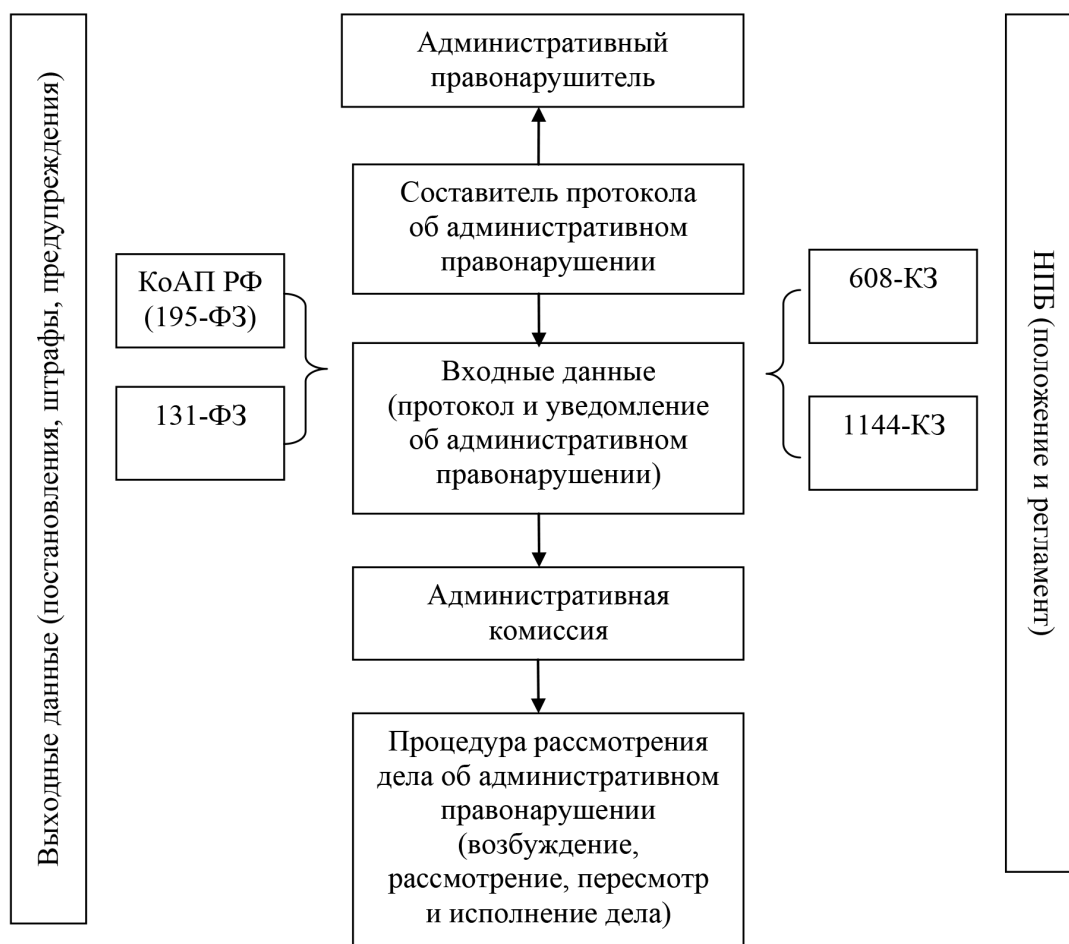 Выходные данные (постановления, штрафы, предупреждения)
Административный
правонарушитель
Составитель протокола
об административном
правонарушении
КоАП РФ
(195-ФЗ)
131-ФЗ
Входные данные
(протокол и уведомление
об административном
правонарушении)
608-КЗ
1144-КЗ
Административная
комиссия
Процедура рассмотрения
дела об административном
правонарушении
(возбуждение,
рассмотрение, пересмотр
и исполнение дела)
НПБ (положение и регламент)